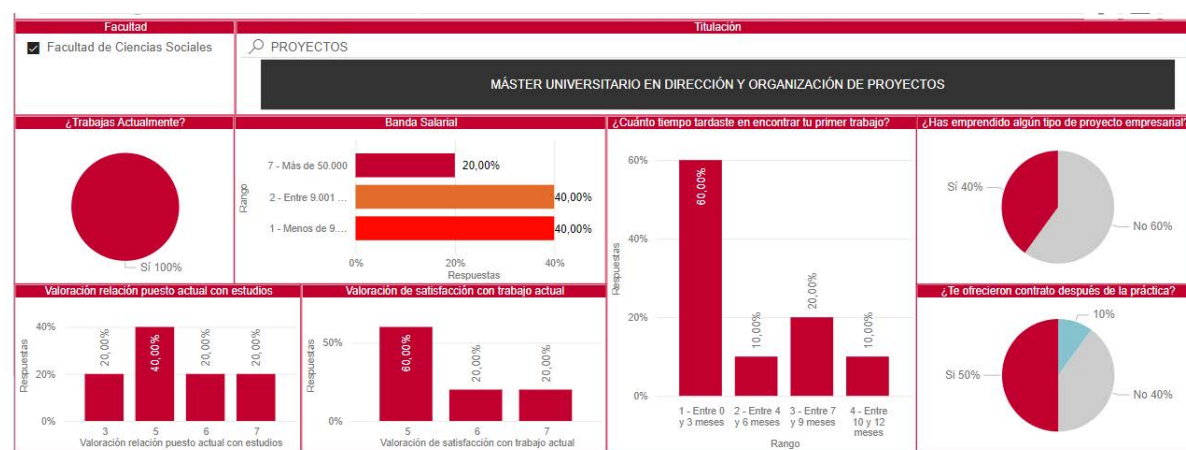 Facultad
Titulación
Facultad de Ciencias Sociales
PROYECTOS
MÁSTER UNIVERSITARIO EN DIRECCIÓN Y ORGANIZACIÓN DE PROYECTOS
¿Trabajas Actualmente?
Sí 100%
Banda Salarial
Rango
7 - Más de 50.000
20,00%
2 - Entre 9.001 ...
40,00%
1 - Menos de 9....
40,00%
0%
20%
40%
Respuestas
¿Cuánto tiempo tardaste en encontrar tu primer trabajo?
Respuestas
60%
40%
20%
0%
60,00%
10,00%
20,00%
10,00%
1 - Entre 0
y 3 meses
2 - Entre 4
y 6 meses
3 - Entre 7
y 9 meses
4 - Entre
10 y 12
meses
Rango
¿Has emprendido algún tipo de proyecto empresarial?
Sí 40%
No 60%
Valoración relación puesto actual con estudios
Respuestas
40%
20%
0%
20,00%
40,00%
20,00%
20,00%
3
5
6
7
Valoración relación puesto actual con estudios
Valoración de satisfacción con trabajo actual
Respuestas
50%
0%
60,00%
20,00%
20,00%
5
6
7
Valoración de satisfacción con trabajo actual
¿Te ofrecieron contrato después de la práctica?
10%
Sí 50%
No 40%